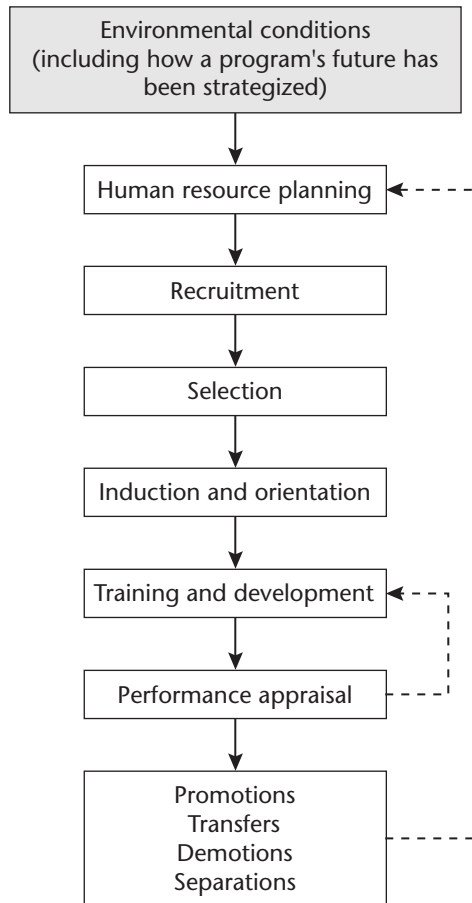 Environmental conditions
(including how a program's future has
been strategized)
Human resource planning
Recruitment
Selection
Induction and orientation
Training and development
Performance appraisal
Promotions
Transfers
Demotions
Separations